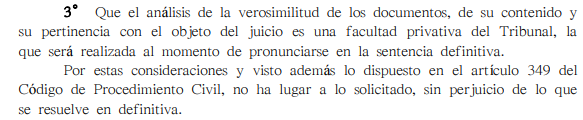 3° Que el análisis de la verosimilitud de los documentos, de su contenido y
su pertinencia con el objeto del juicio es una facultad privativa del Tribunal, la
que será realizada al momento de pronunciarse en la sentencia definitiva.
Por estas consideraciones y visto además lo dispuesto en el artículo 349 del
Código de Procedimiento Civil, no ha lugar a lo solicitado, sin perjuicio de lo que
se resuelve en definitiva.